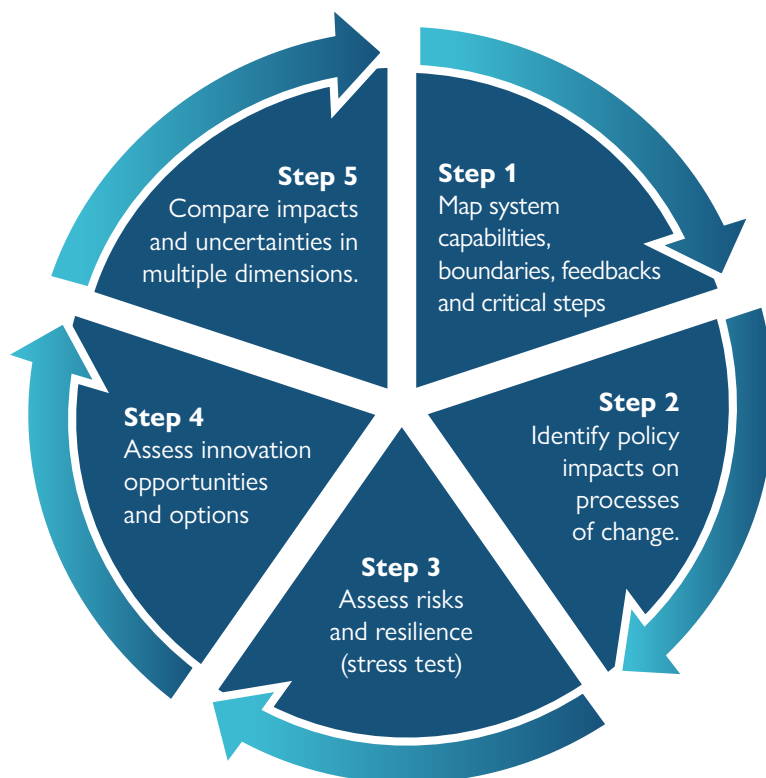 Step 1
Map system
capabilities,
boundaries, feedbacks
and critical steps
Step 2
Identify policy
impacts on
processes
of change.
Step 3
Assess risks
and resilience
(stress test)
Step 4
Assess innovation
opportunities
and options
Step 5
Compare impacts
and uncertainties in
multiple dimensions.